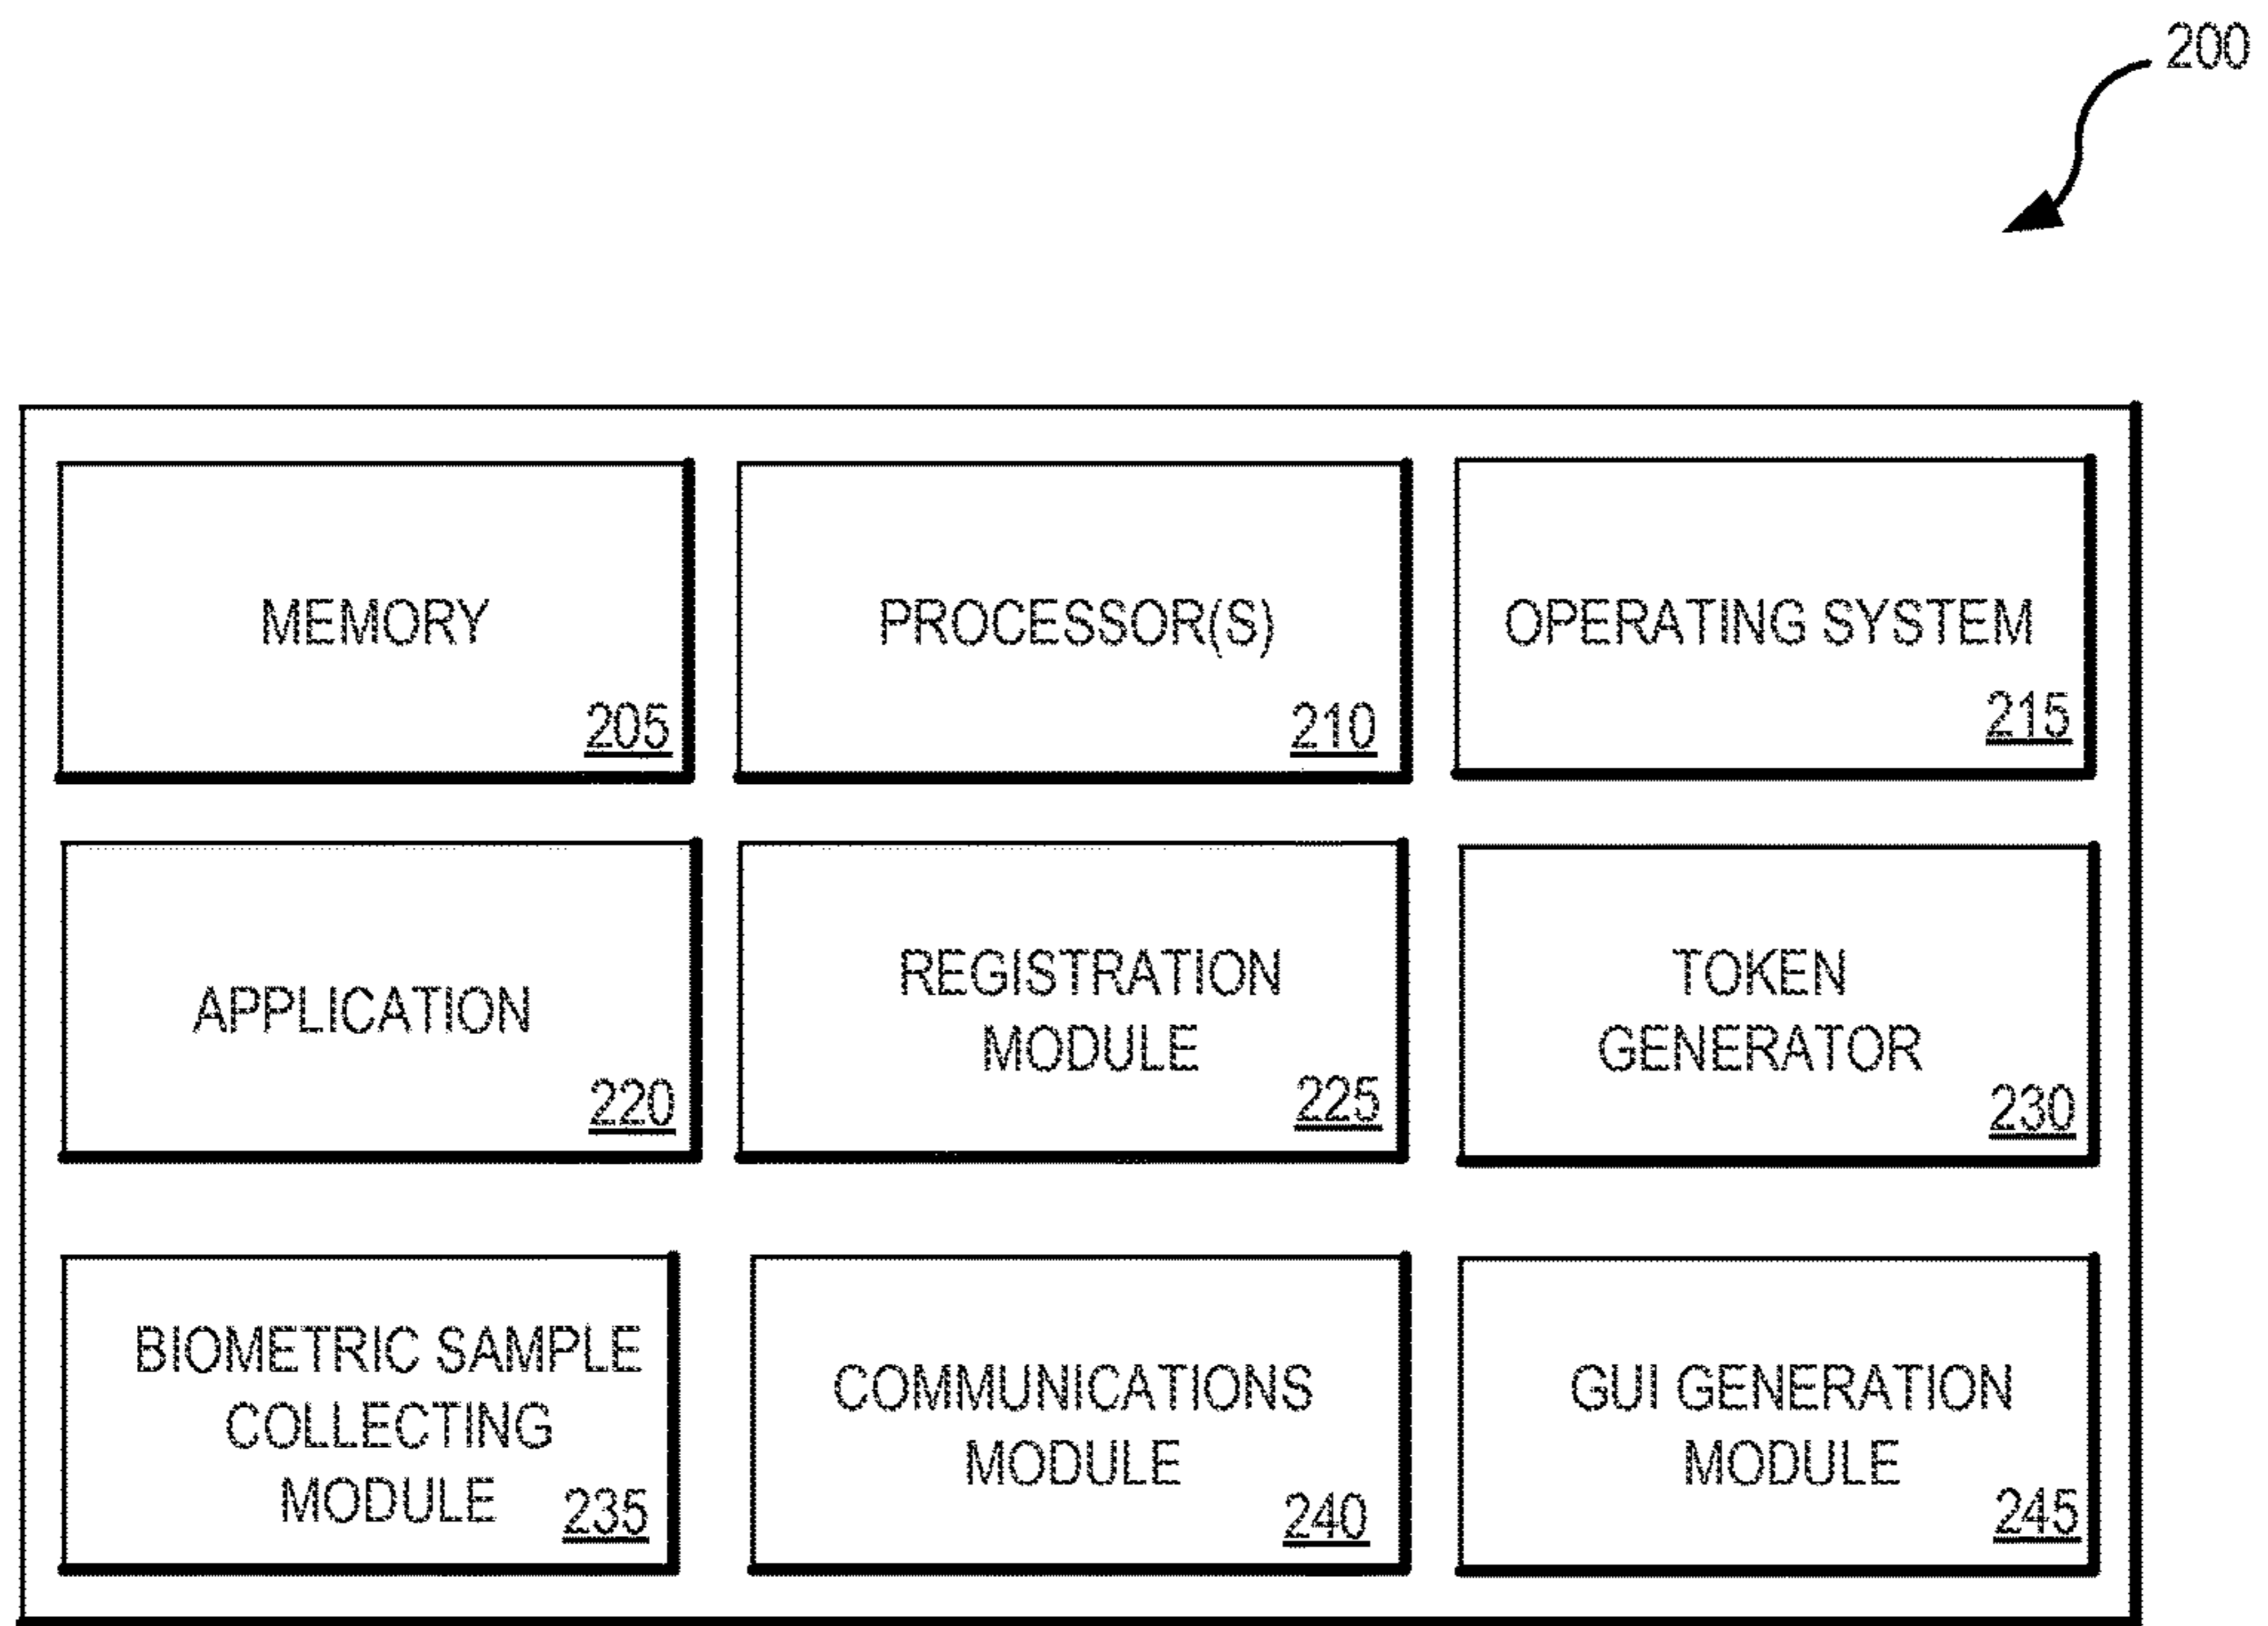 200
MEMORY
205
PROCESSOR(S)
210
OPERATING SYSTEM
215
APPLICATION
220
REGISTRATION
MODULE
225
TOKEN
GENERATOR
230
BIOMETRIC SAMPLE
COLLECTING
MODULE
235
COMMUNICATIONS
MODULE
240
GUI GENERATION
MODULE
245